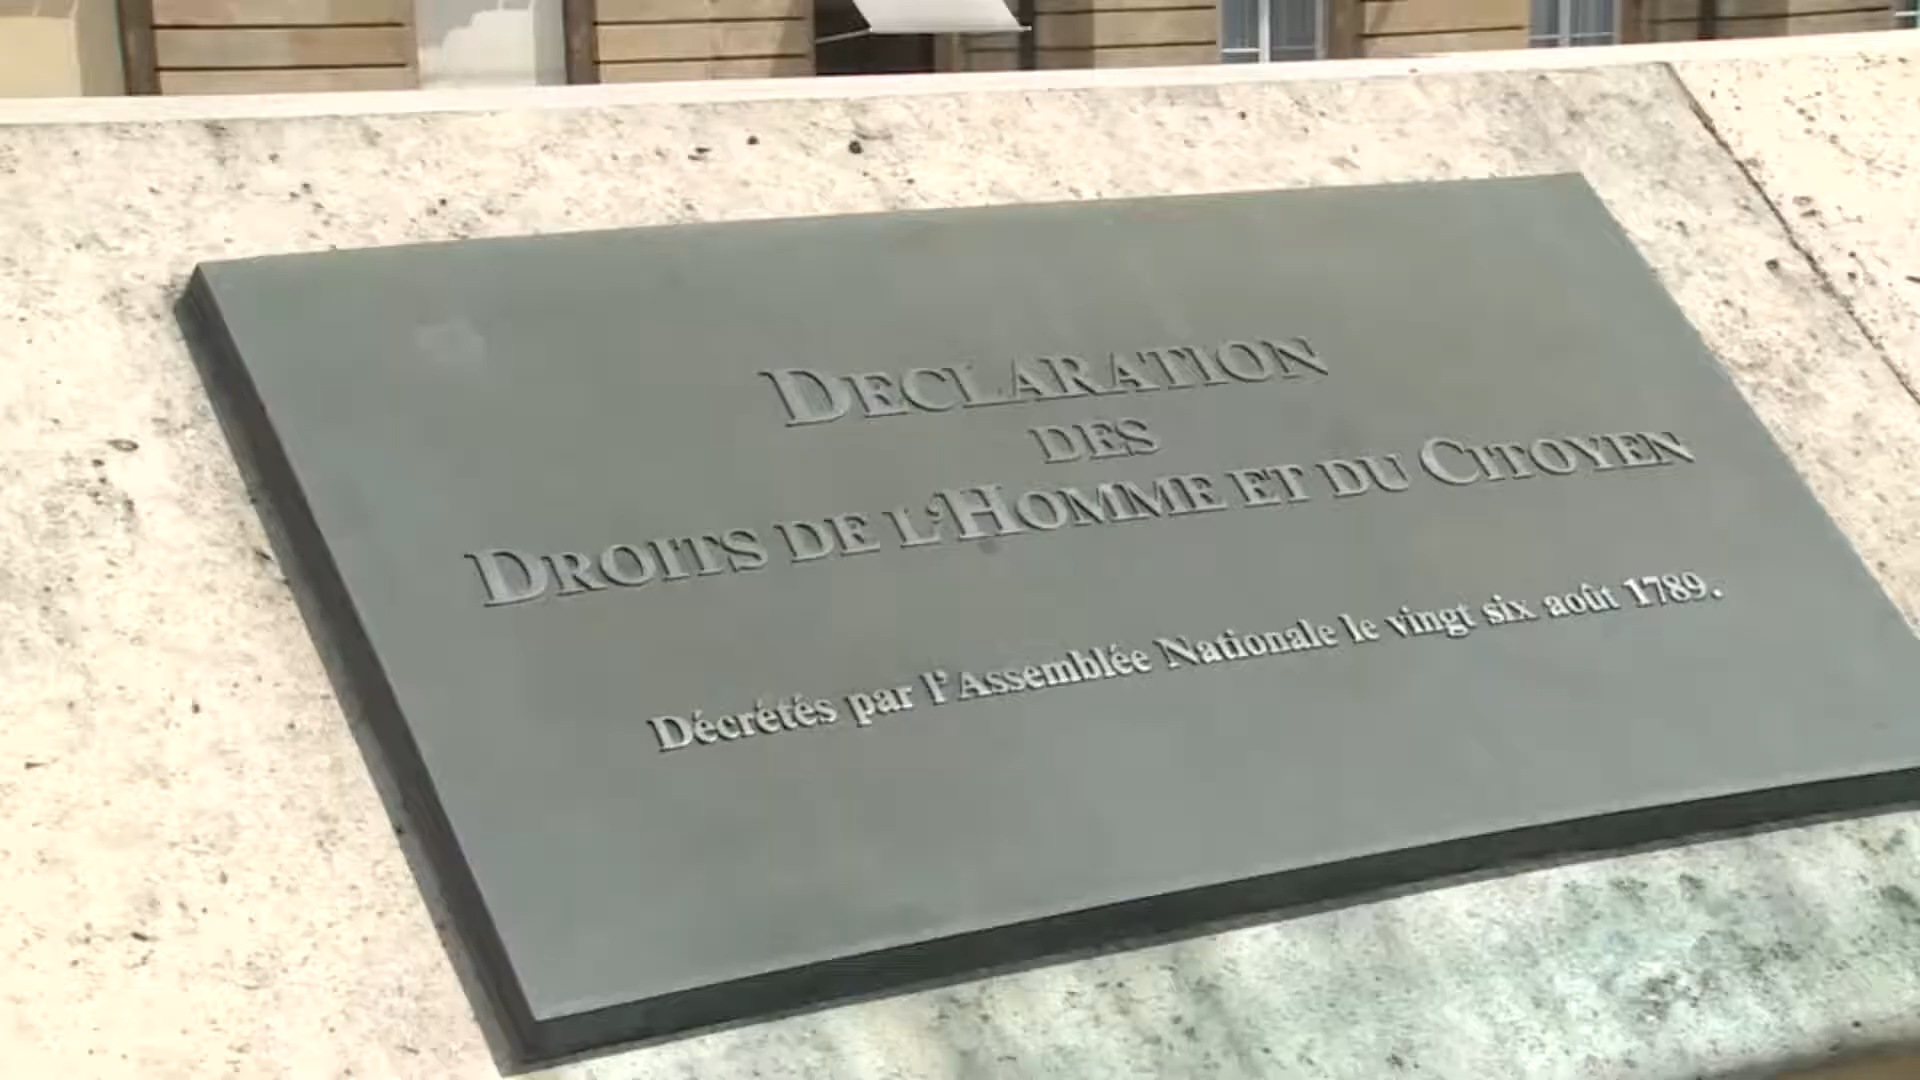 DECLARATION
DES
DROITS DE L'HOMME ET DU CITOYEN
Décrétés par l'Assemblée Nationale le vingt six août 1789.